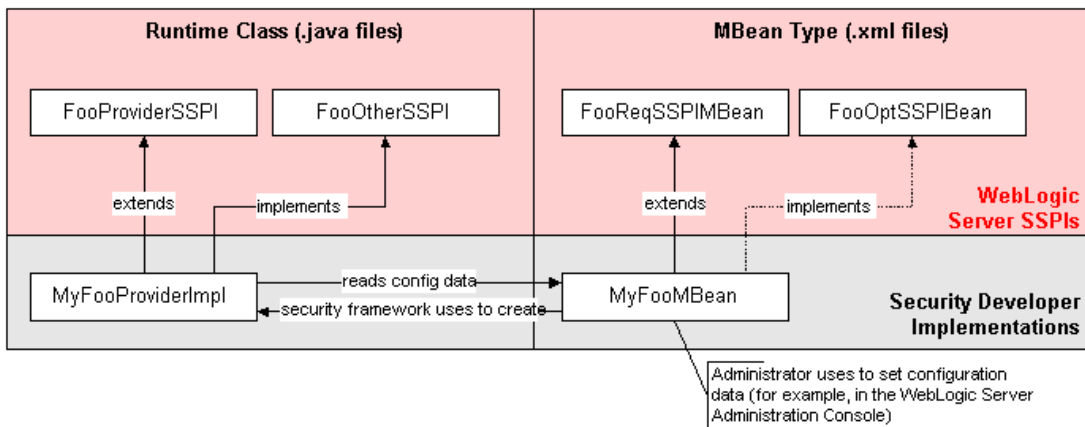 Runtime Class (.java files)
MBean Type (.xml files)
FooProviderSSPI
FooOtherSSPI
FooReqSSPIMBean
FooOptSSPIBean
extends
implements
extends
implements
WebLogic
Server SSPIs
MyFooProviderImpl
reads config data
security framework uses to create
MyFooMBean
Security Developer
Implementations
Administrator uses to set configuration
data (for example, in the WebLogic Server
Administration Console)